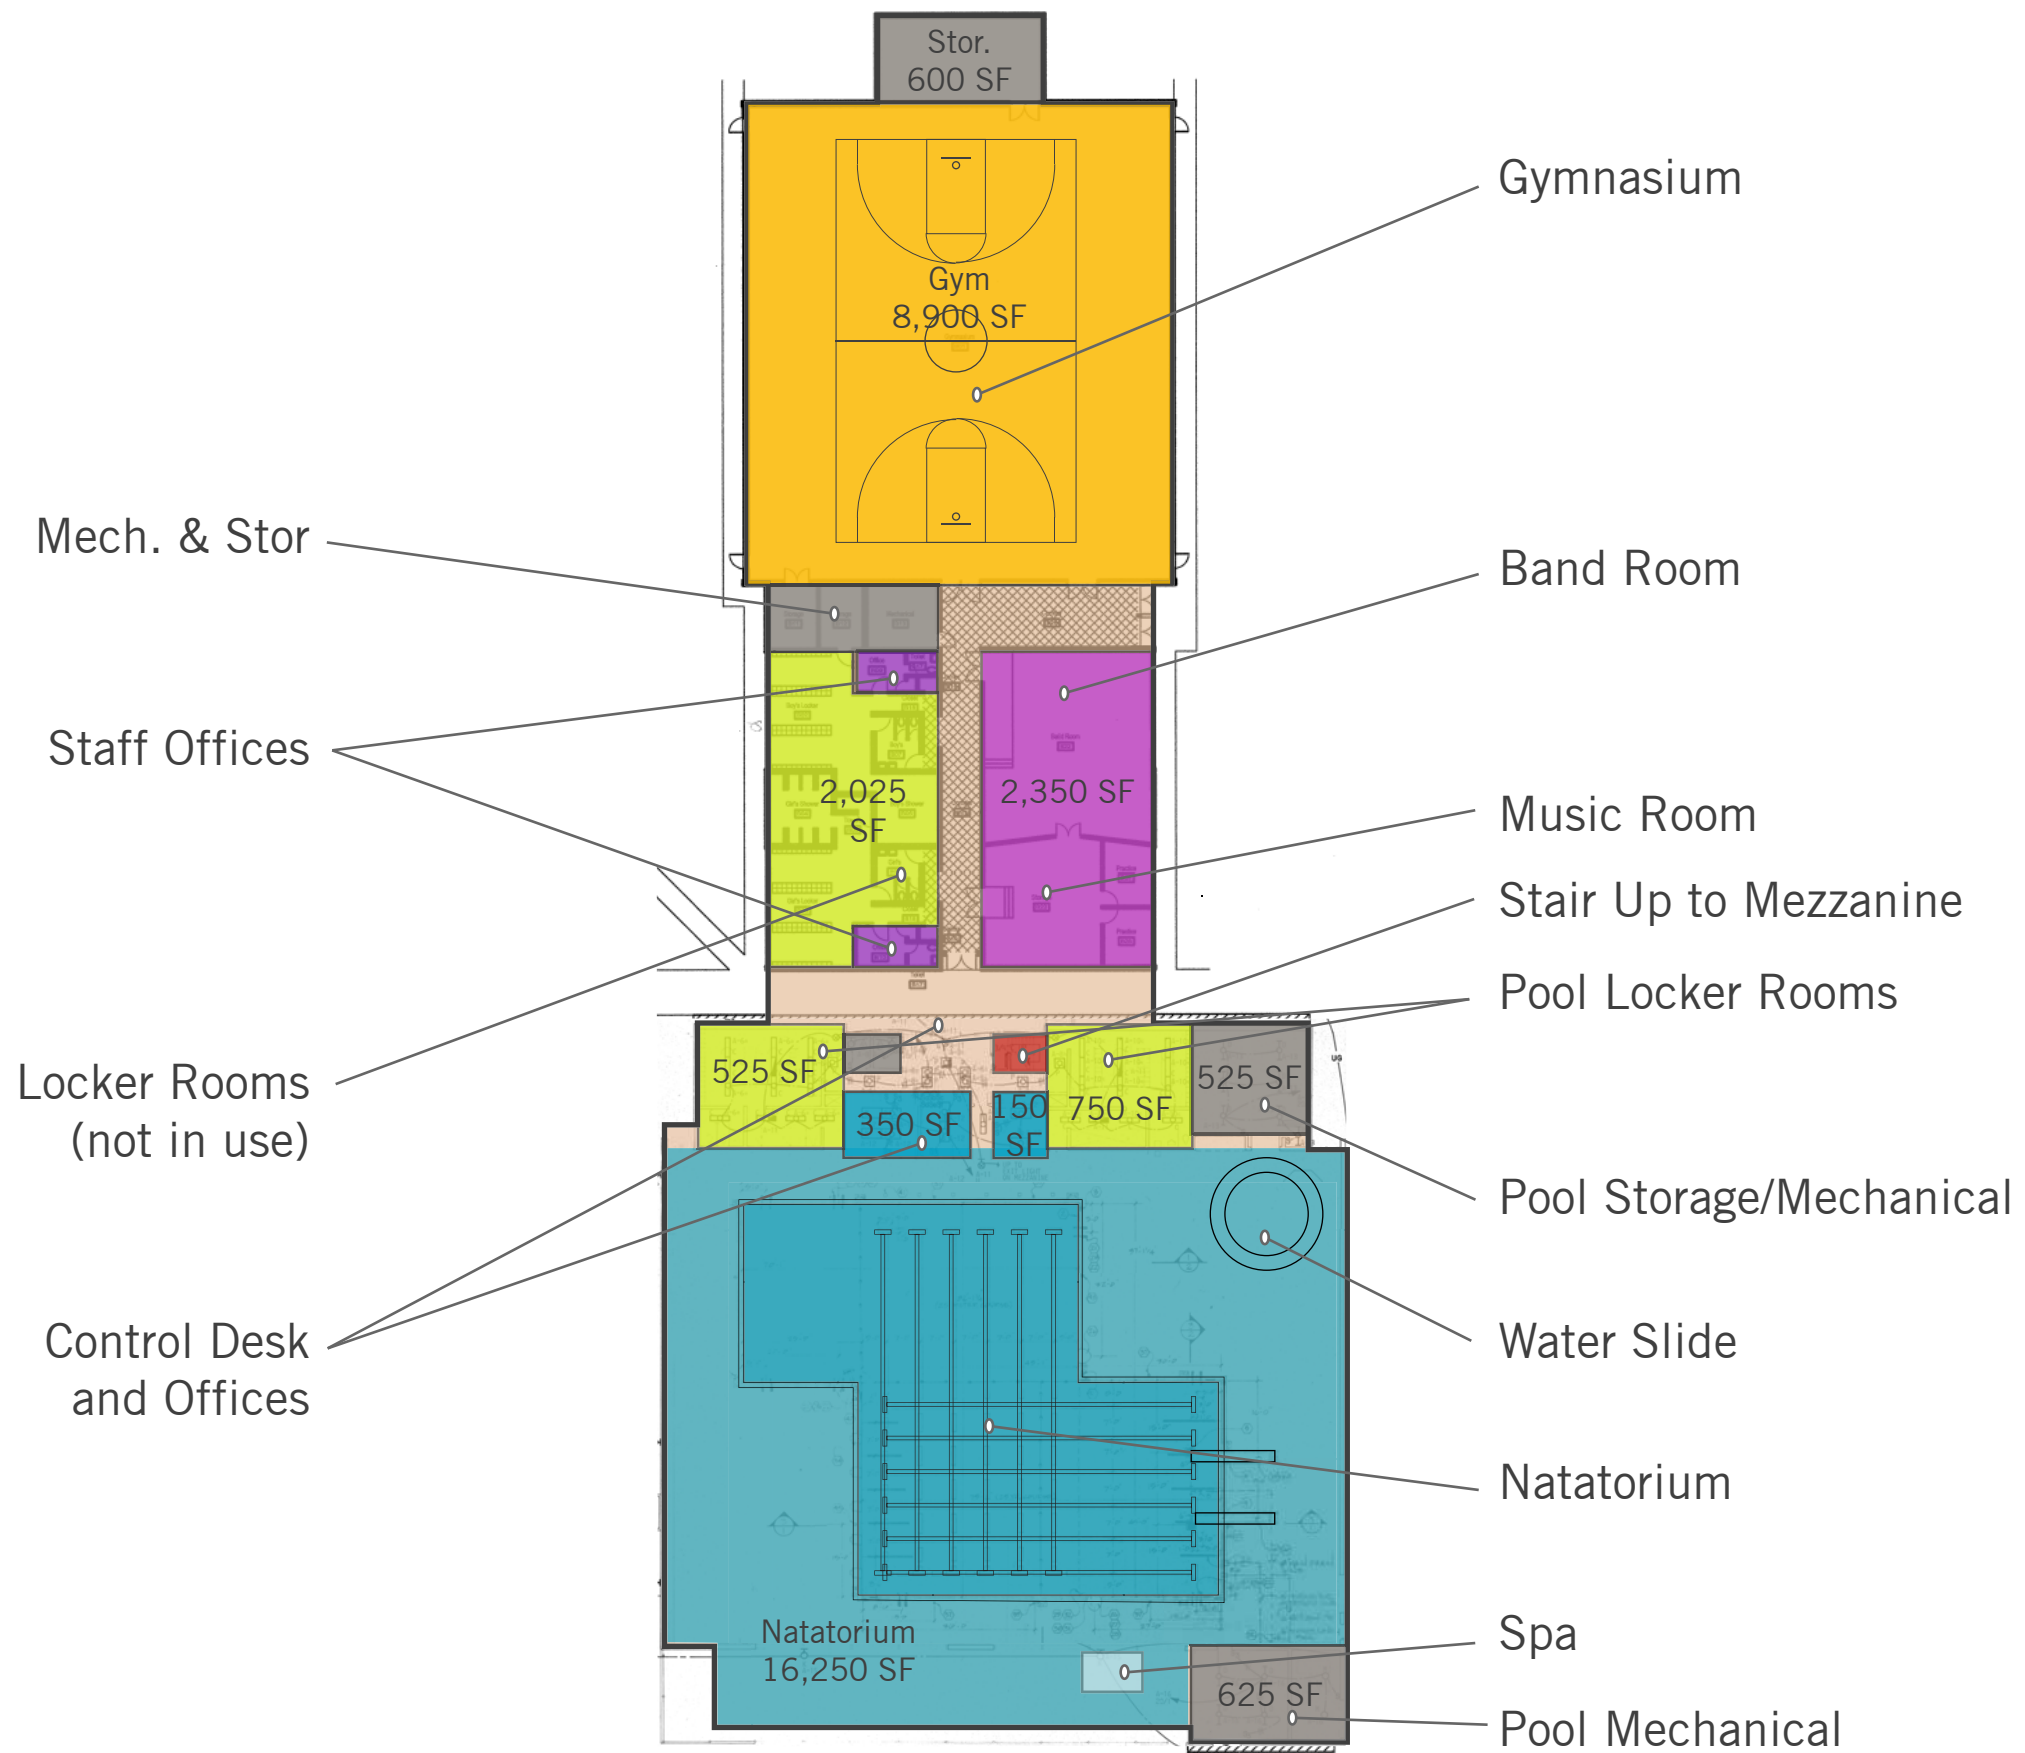 Stor.
600 SF
Gymnasium
Gym
8,900 SF
Mech. & Stor
Band Room
Staff Offices
2,025
SF
2,350 SF
Music Room
Stair Up to Mezzanine
Pool Locker Rooms
Locker Rooms
(not in use)
525 SF
350 SF
150
SF
750 SF
525 SF
Pool Storage/Mechanical
Control Desk
and Offices
Water Slide
Natatorium
Natatorium
16,250 SF
Spa
625 SF
Pool Mechanical